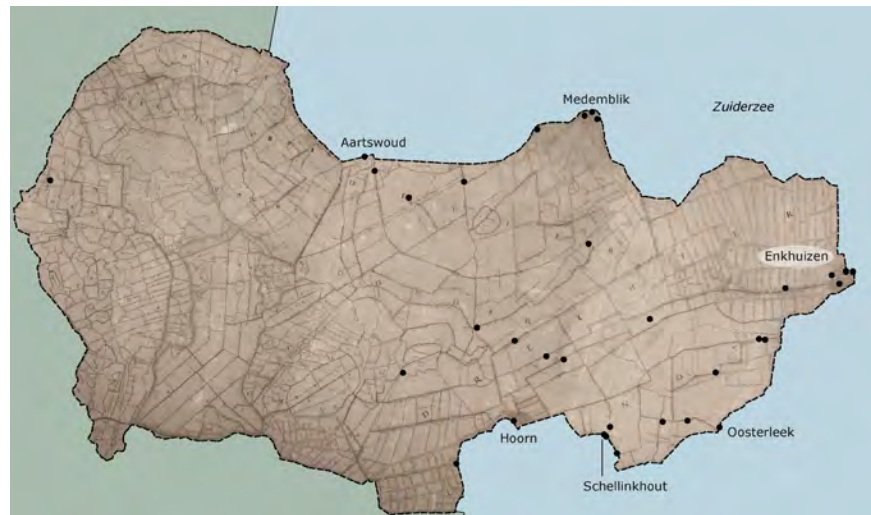 Medemblik
Zuiderzee
Aartswoud
Enkhuizen
Hoorn
Oosterleek
Schellinkhout